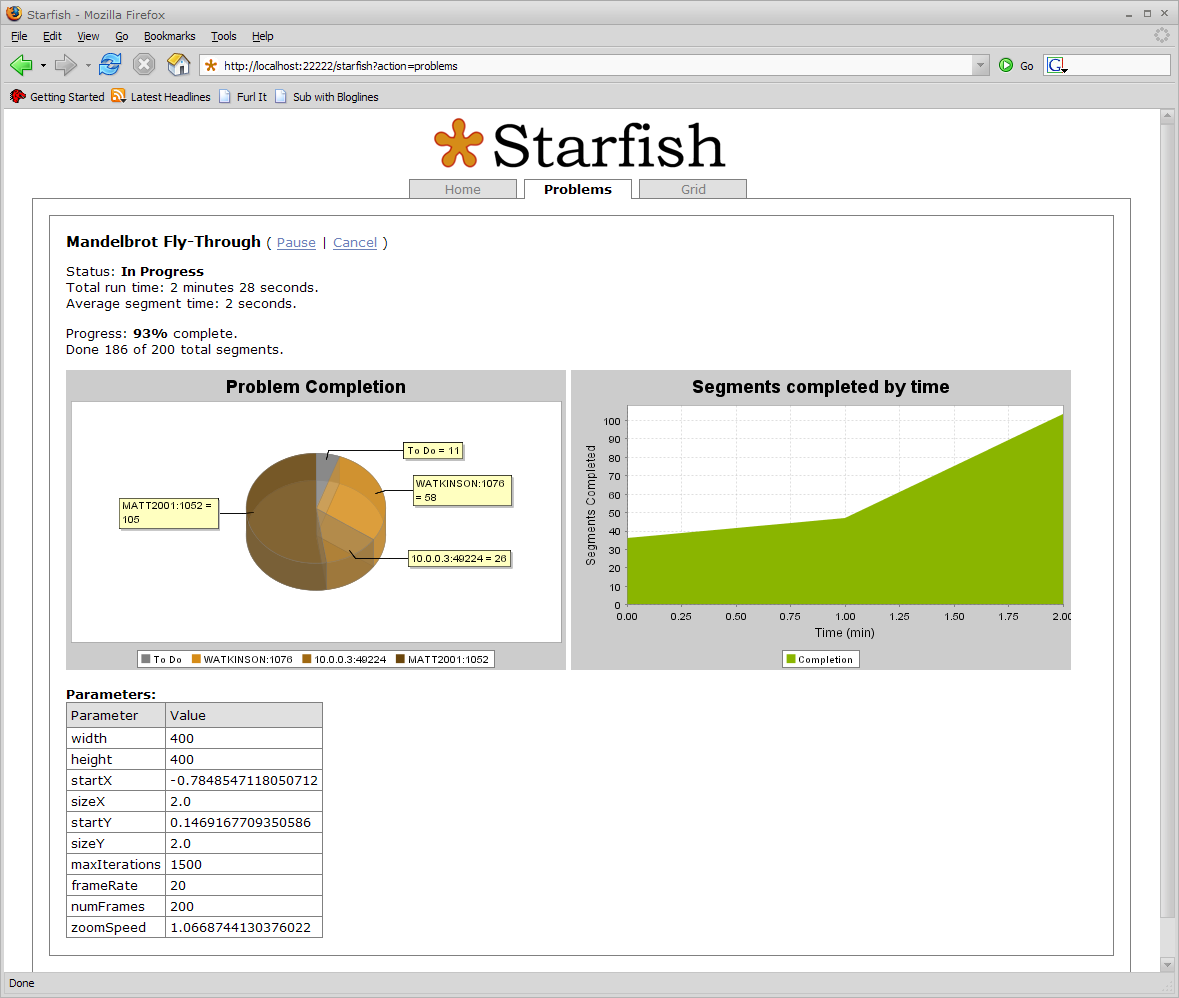 Starfish - Mozilla Firefox
File Edit View Go Bookmarks Tools Help
http://localhost:22222/starfish?action=problems Go G
Getting Started Latest Headlines Furl It Sub with Bloglines
Starfish
Home Problems Grid
Mandelbrot Fly-Through ( Pause | Cancel )
Status: In Progress
Total run time: 2 minutes 28 seconds.
Average segment time: 2 seconds.
Progress: 93% complete.
Done 186 of 200 total segments.
Problem Completion
To Do = 11
WATKINSON:1076
= 58
MATT2001:1052 =
105
10.0.0.3:49224 = 26
To Do WATKINSON:1076 10.0.0.3:49224 MATT2001:1052
Segments completed by time
Segments Completed
100
90
80
70
60
50
40
30
20
10
0
0.00 0.25 0.50 0.75 1.00 1.25 1.50 1.75 2.00
Time (min)
Completion
Parameters:
Parameter Value
width 400
height 400
startX -0.7848547118050712
sizeX 2.0
startY 0.1469167709350586
sizeY 2.0
maxIterations 1500
frameRate 20
numFrames 200
zoomSpeed 1.0668744130376022
Done